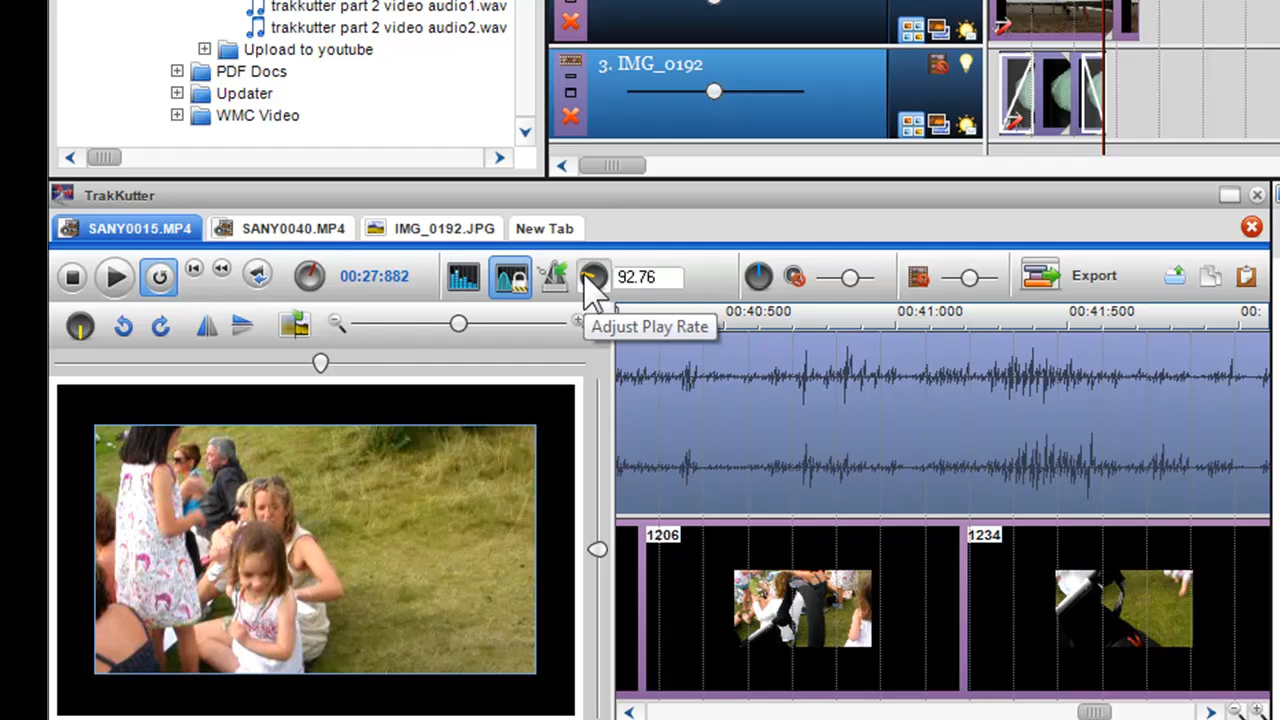 trakkutter part 2 video audio1.wav
trakkutter part 2 video audio2.wav
Upload to youtube
PDF Docs
Updater
WMC Video
3. IMG_0192
TrakKutter
SANY0015.MP4
SANY0040.MP4
IMG_0192.JPG
New Tab
00:27:882
92.76
Export
Adjust Play Rate
00:40:500
00:41:000
00:41:500
00:
1206
1234